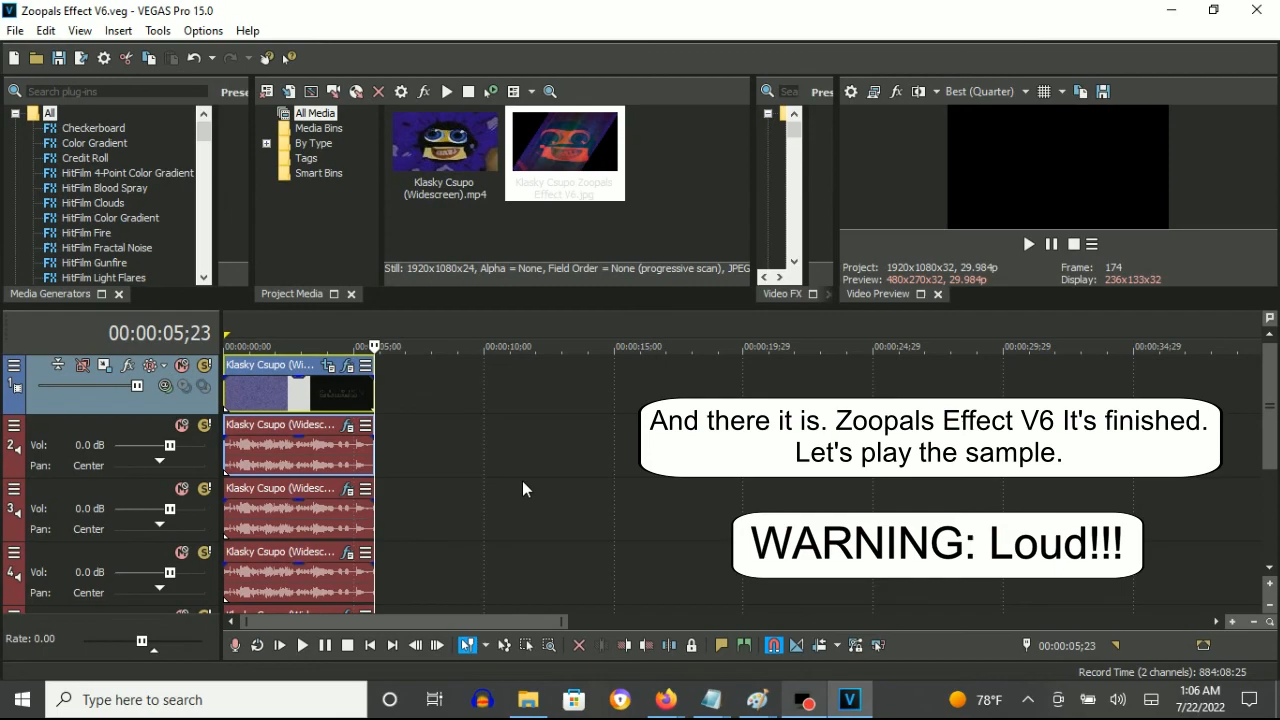 Zoopals Effect V6.veg - VEGAS Pro 15.0
File Edit View Insert Tools Options Help
Search plug-ins
Prese
All
Checkerboard
Color Gradient
Credit Roll
HitFilm 4-Point Color Gradient
HitFilm Blood Spray
HitFilm Clouds
HitFilm Color Gradient
HitFilm Fire
HitFilm Fractal Noise
HitFilm Gunfire
HitFilm Light Flares
Media Generators
All Media
Media Bins
By Type
Tags
Smart Bins
Klasky Csupo
(Widescreen).mp4
Klasky Csupo Zoopals
Effect V6.jpg
Still: 1920x1080x24, Alpha = None, Field Order = None (progressive scan), JPEG
Project Media
Sea
Prese
Video FX
Best (Quarter)
Project: 1920x1080x32, 29.984p
Frame: 174
Preview: 480x270x32, 29.984p
Display: 236x133x32
Video Preview
00:00:05;23
00:00:00:00
00:00:05:00
00:00:10:00
00:00:15:00
00:00:19:29
00:00:24:29
00:00:29:29
00:00:34:29
1
Klasky Csupo (Wi...
2
Vol: 0.0 dB
Pan: Center
Klasky Csupo (Widesc...
3
Vol: 0.0 dB
Pan: Center
Klasky Csupo (Widesc...
4
Vol: 0.0 dB
Pan: Center
Klasky Csupo (Widesc...
And there it is. Zoopals Effect V6 It's finished.
Let's play the sample.
WARNING: Loud!!!
Rate: 0.00
00:00:05;23
Record Time (2 channels): 884:08:25
Type here to search
78°F
1:06 AM
7/22/2022